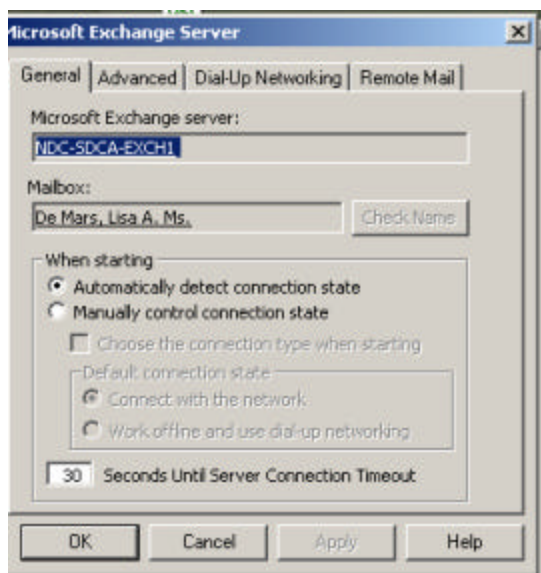 Microsoft Exchange Server
General Advanced Dial-Up Networking Remote Mail
Microsoft Exchange server:
NDC-SDCA-EXCH1
Mailbox:
De Mars, Lisa A. Ms. Check Name
When starting
Automatically detect connection state
Manually control connection state
Choose the connection type when starting
Default connection state
Connect with the network
Work offline and use dial-up networking
30 Seconds Until Server Connection Timeout
OK Cancel Apply Help